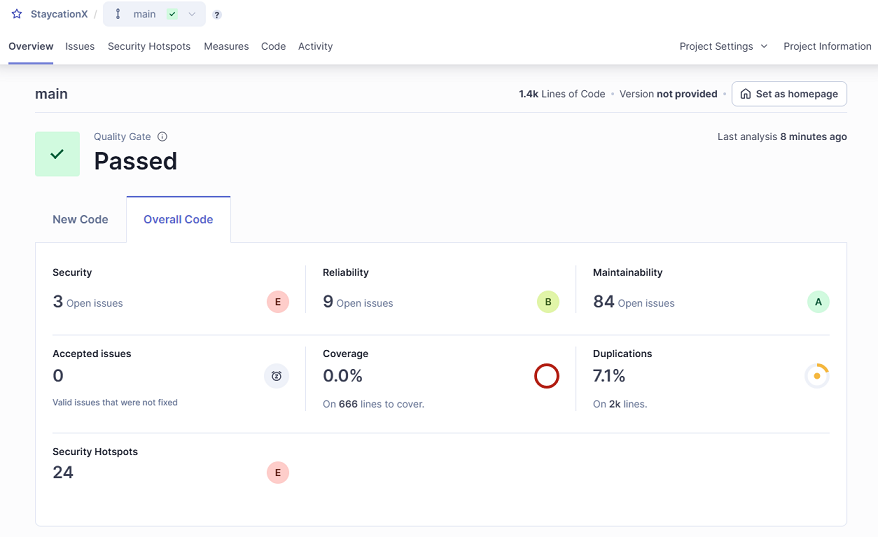 StaycationX / main ?
Overview Issues Security Hotspots Measures Code Activity Project Settings Project Information
main 1.4k Lines of Code • Version not provided • Set as homepage
Quality Gate Last analysis 8 minutes ago
Passed
New Code Overall Code
Security Reliability Maintainability
3 Open issues E 9 Open issues B 84 Open issues A
Accepted issues Coverage Duplications
0 0.0% 7.1%
Valid issues that were not fixed On 666 lines to cover. On 2k lines.
Security Hotspots
24 E